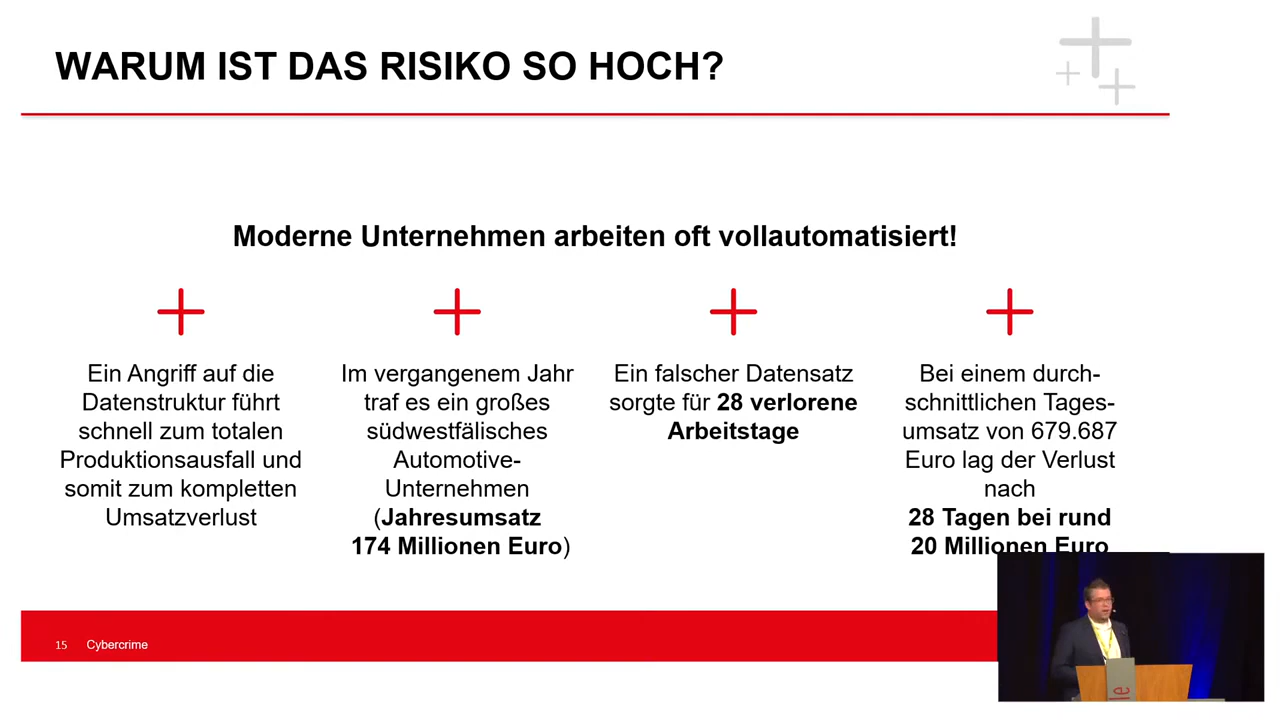 WARUM IST DAS RISIKO SO HOCH?
Moderne Unternehmen arbeiten oft vollautomatisiert!
Ein Angriff auf die
Datenstruktur führt
schnell zum totalen
Produktionsausfall und
somit zum kompletten
Umsatzverlust
Im vergangenem Jahr
traf es ein großes
südwestfälisches
Automotive-
Unternehmen
(Jahresumsatz
174 Millionen Euro)
Ein falscher Datensatz
sorgte für 28 verlorene
Arbeitstage
Bei einem durch-
schnittlichen Tages-
umsatz von 679.687
Euro lag der Verlust
nach
28 Tagen bei rund
20 Millionen Euro
15 Cybercrime
le